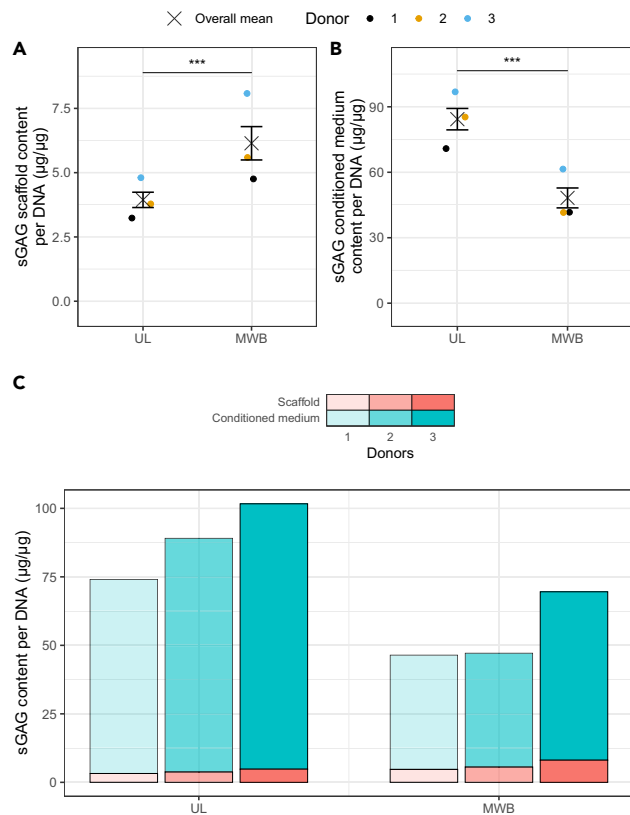 Overall mean Donor 1 2 3
A
***
sGAG scaffold content
per DNA (µg/µg)
7.5
5.0
2.5
0.0
UL MWB
B
***
sGAG conditioned medium
content per DNA (µg/µg)
90
60
30
0
UL MWB
C
Scaffold
Conditioned medium
1 2 3
Donors
sGAG content per DNA (µg/µg)
100
75
50
25
0
UL MWB